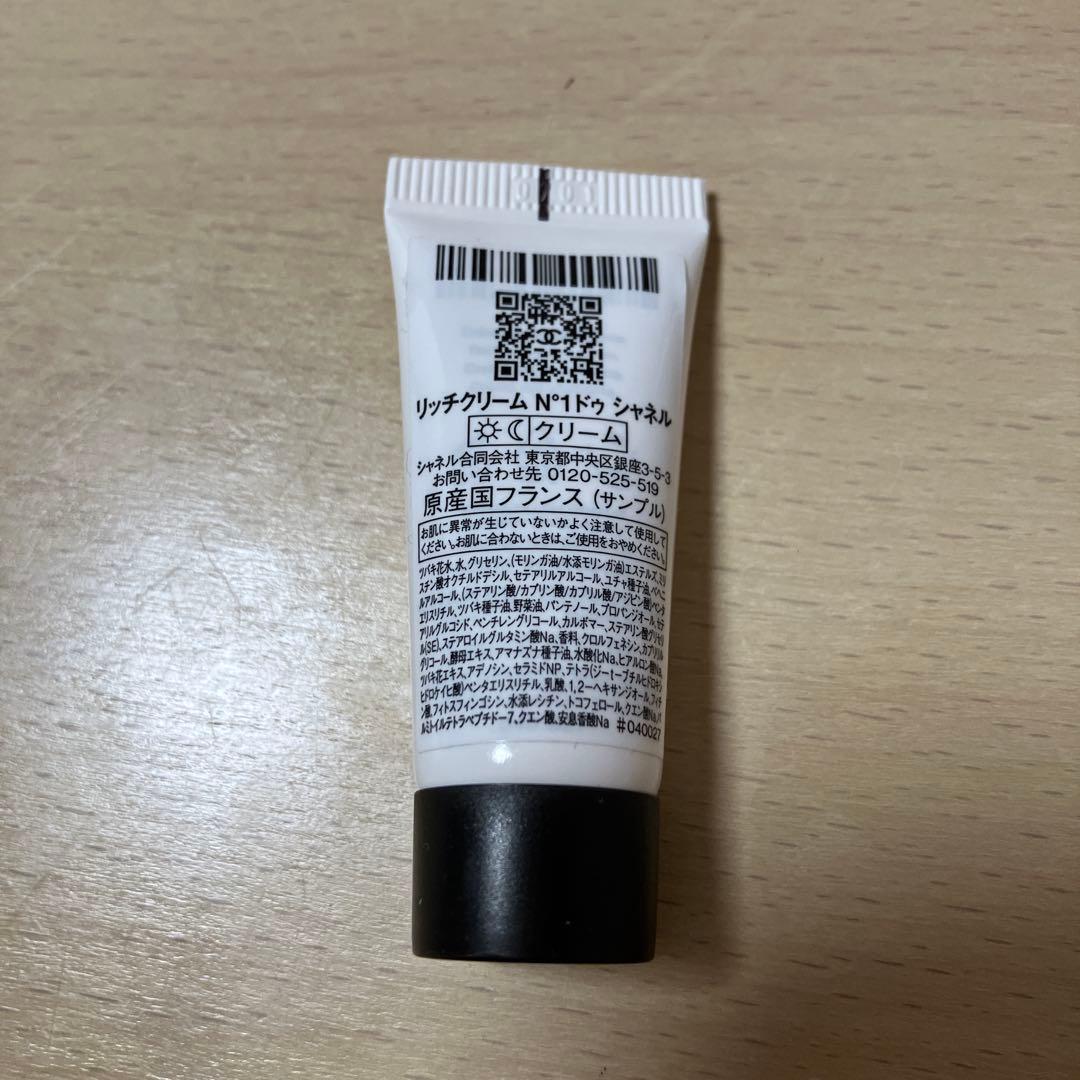 リッチクリーム N°1ドゥ シャネル
クリーム
シャネル合同会社 東京都中央区銀座3-5-3
お問い合わせ先 0120-525-519
原産国フランス (サンプル)
お肌に異常が生じていないかよく注意して使用して
ください。お肌に合わないときは、ご使用をおやめください。
ツバキ花水、水、グリセリン、(モリンガ油/水添モリンガ油)エステルズ、ミリ
スチン酸オクチルドデシル、セテアリルアルコール、ユチャ種子油、ベヘニ
ルアルコール、(ステアリン酸/カプリン酸/カプリル酸/アジピン酸)ペンタ
エリスリチル、ツバキ種子油、野菜油、パンテノール、プロパンジオール、セテ
アリルグルコシド、ペンチレングリコール、カルボマー、ステアリン酸グリセリ
ル(SE)、ステアロイルグルタミン酸Na、香料、クロルフェネシン、カプリリル
グリコール、酵母エキス、アマナズナ種子油、水酸化Na、ヒアルロン酸Na、
ツバキ花エキス、アデノシン、セラミドNP、テトラ(ジーt-ブチルヒドロキシ
ヒドロケイヒ酸)ペンタエリスリチル、乳酸、1,2-ヘキサンジオール、フィチ
ン酸、フィトスフィンゴシン、水添レシチン、トコフェロール、クエン酸Na、パ
ルミトイルテトラペプチド-7、クエン酸、安息香酸Na #040027